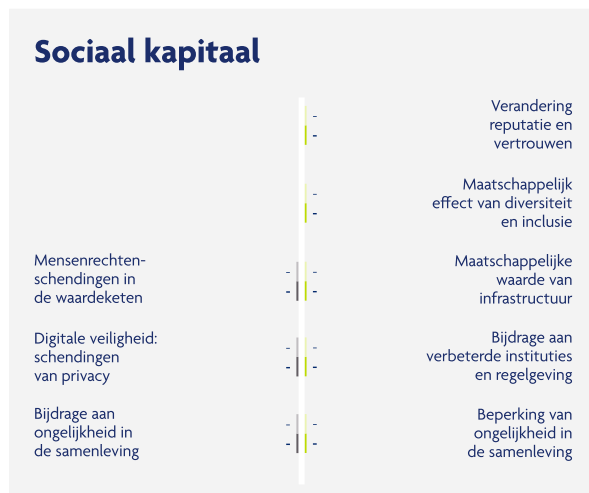 Sociaal kapitaal
Verandering
reputatie en
vertrouwen
-
-
Maatschappelijk
effect van diversiteit
en inclusie
-
-
Mensenrechten-
schendingen in
de waardeketen
-
-
-
-
Maatschappelijke
waarde van
infrastructuur
Digitale veiligheid:
schendingen
van privacy
-
-
-
-
Bijdrage aan
verbeterde instituties
en regelgeving
Bijdrage aan
ongelijkheid in
de samenleving
-
-
-
-
Beperking van
ongelijkheid in
de samenleving